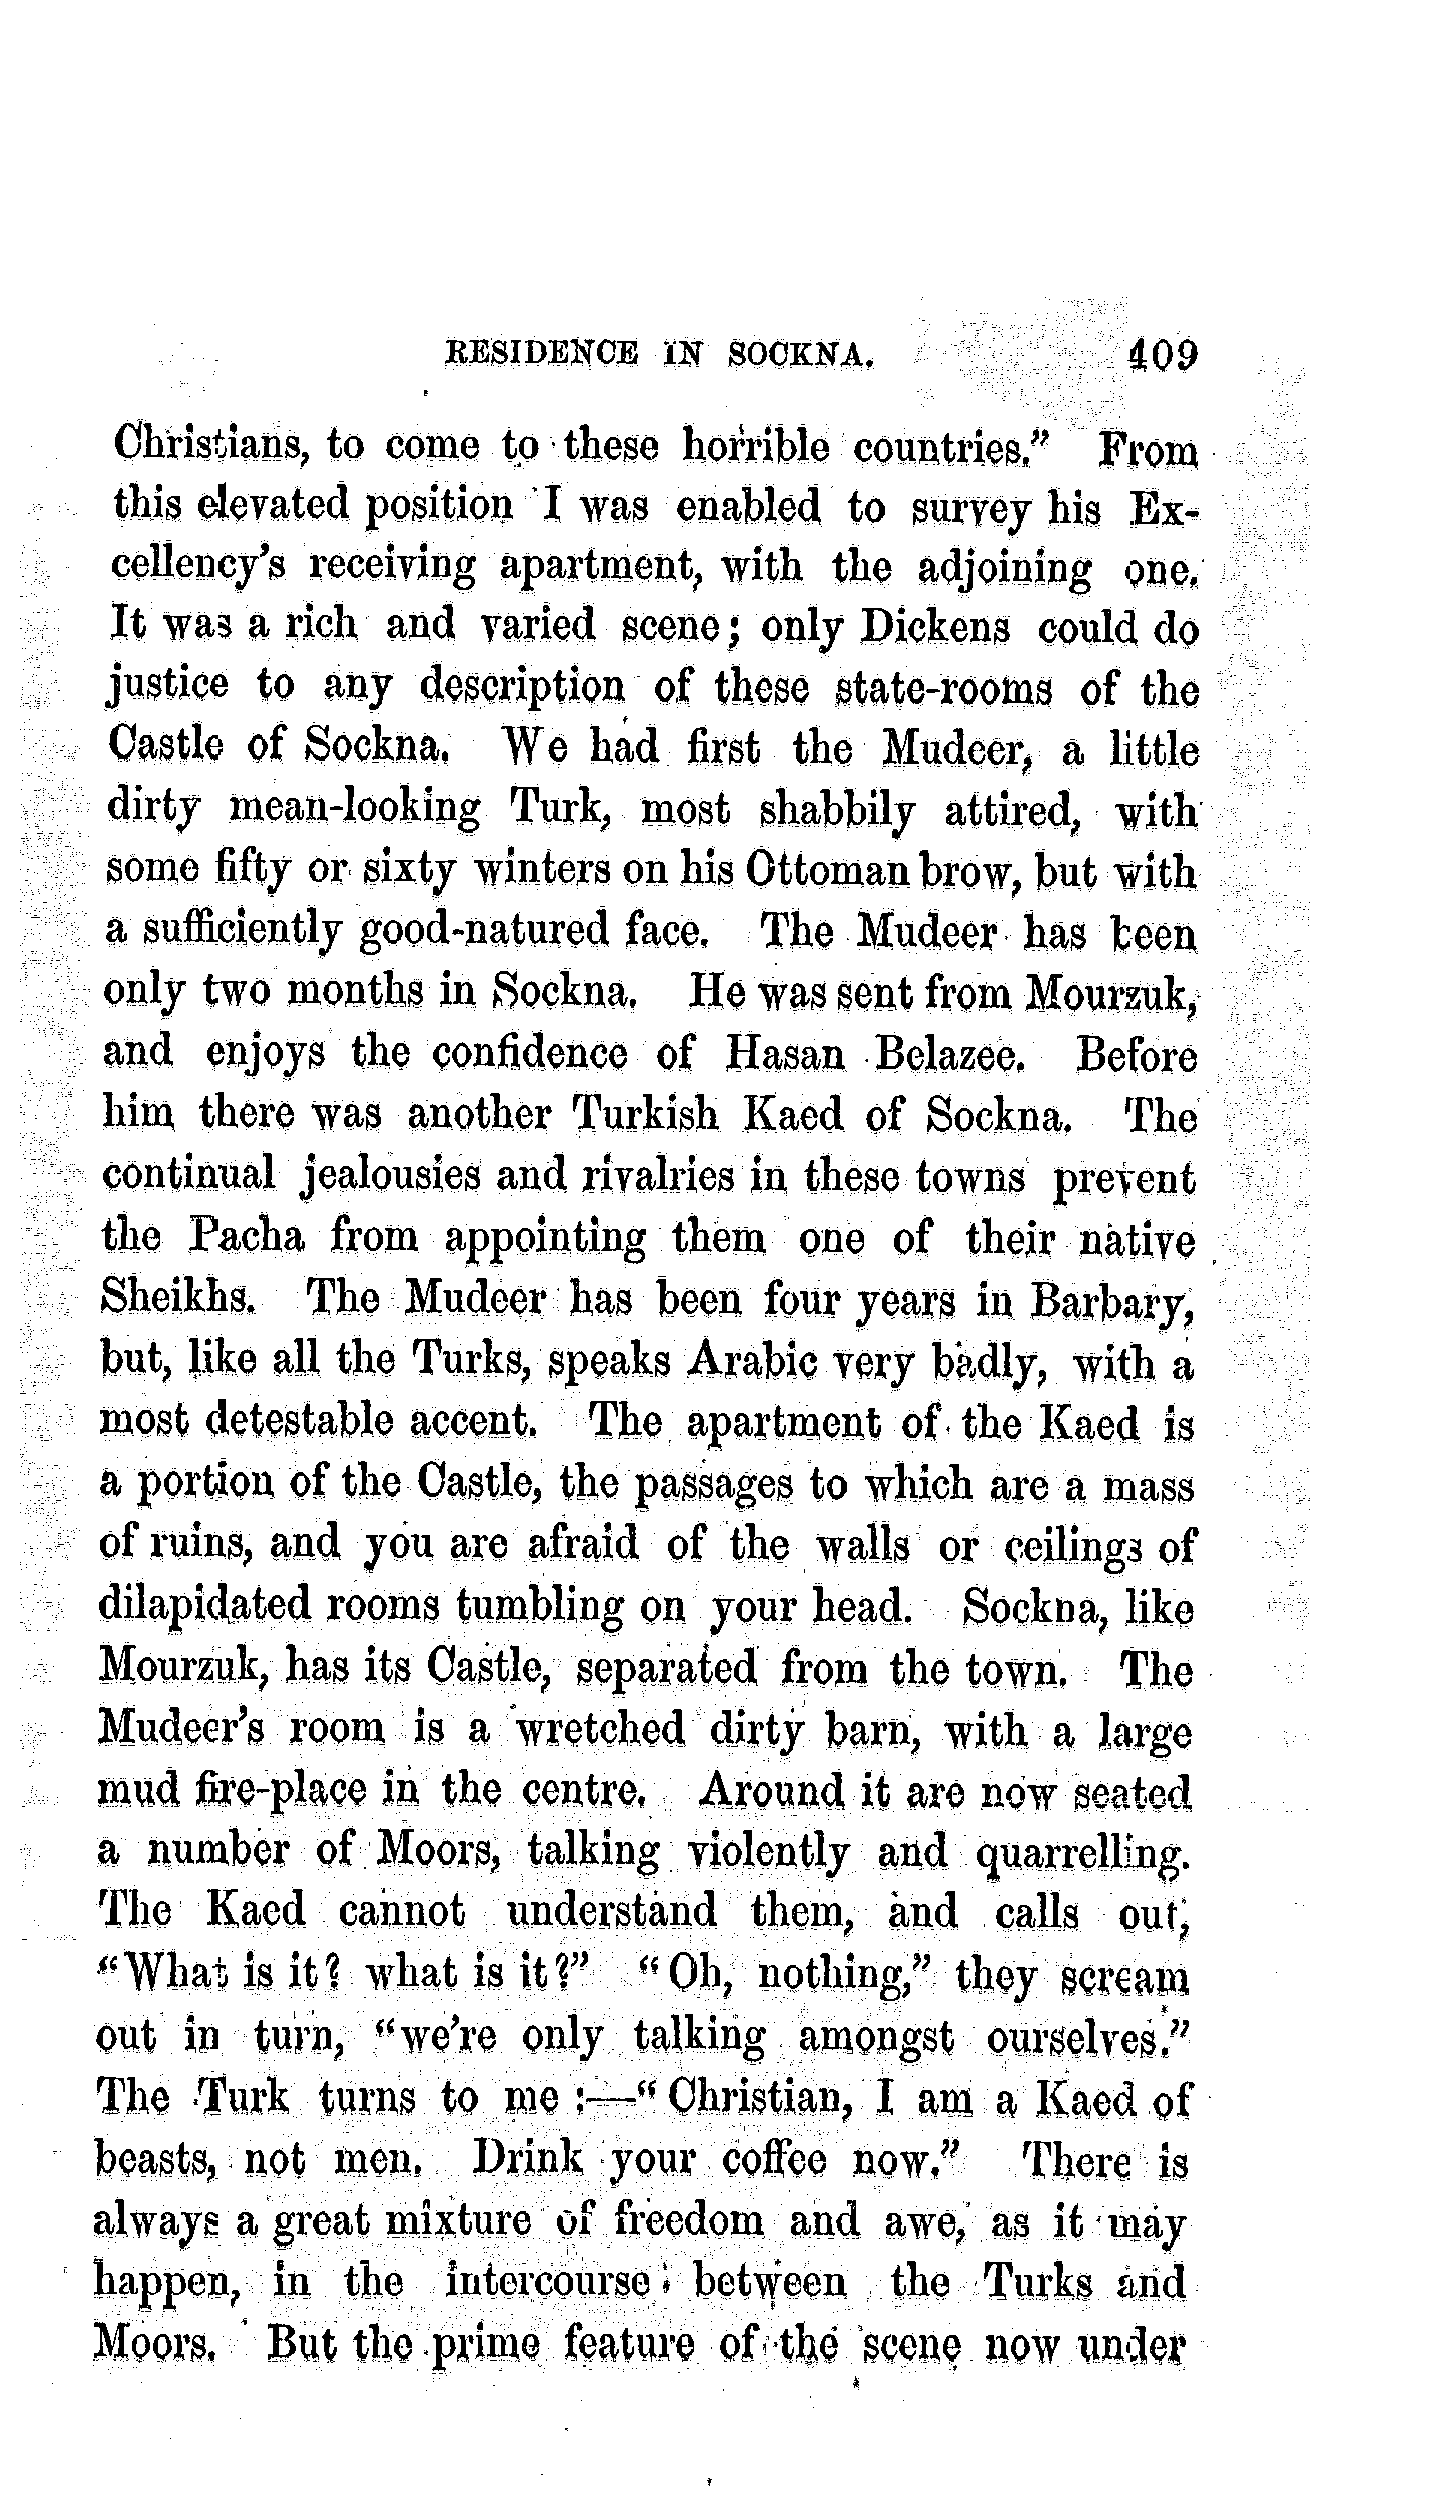 RESIDENCE IN SOCKNA. 409
Christians, to come to these horrible countries." From
this elevated position I was enabled to survey his Ex-
cellency's receiving apartment, with the adjoining one.
It was a rich and varied scene; only Dickens could do
justice to any description of these state-rooms of the
Castle of Sockna. We had first the Mudeer, a little
dirty mean-looking Turk, most shabbily attired, with
some fifty or sixty winters on his Ottoman brow, but with
a sufficiently good-natured face. The Mudeer has been
only two months in Sockna. He was sent from Mourzuk,
and enjoys the confidence of Hasan Belazee. Before
him there was another Turkish Kaed of Sockna. The
continual jealousies and rivalries in these towns prevent
the Pacha from appointing them one of their native
Sheikhs. The Mudeer has been four years in Barbary,
but, like all the Turks, speaks Arabic very badly, with a
most detestable accent. The apartment of the Kaed is
a portion of the Castle, the passages to which are a mass
of ruins, and you are afraid of the walls or ceilings of
dilapidated rooms tumbling on your head. Sockna, like
Mourzuk, has its Castle, separated from the town. The
Mudeer's room is a wretched dirty barn, with a large
mud fire-place in the centre. Around it are now seated
a number of Moors, talking violently and quarrelling.
The Kaed cannot understand them, and calls out,
"What is it? what is it?" "Oh, nothing," they scream
out in turn, "we're only talking amongst ourselves."
The Turk turns to me :—"Christian, I am a Kaed of
beasts, not men. Drink your coffee now." There is
always a great mixture of freedom and awe, as it may
happen, in the intercourse between the Turks and
Moors. But the prime feature of the scene now under